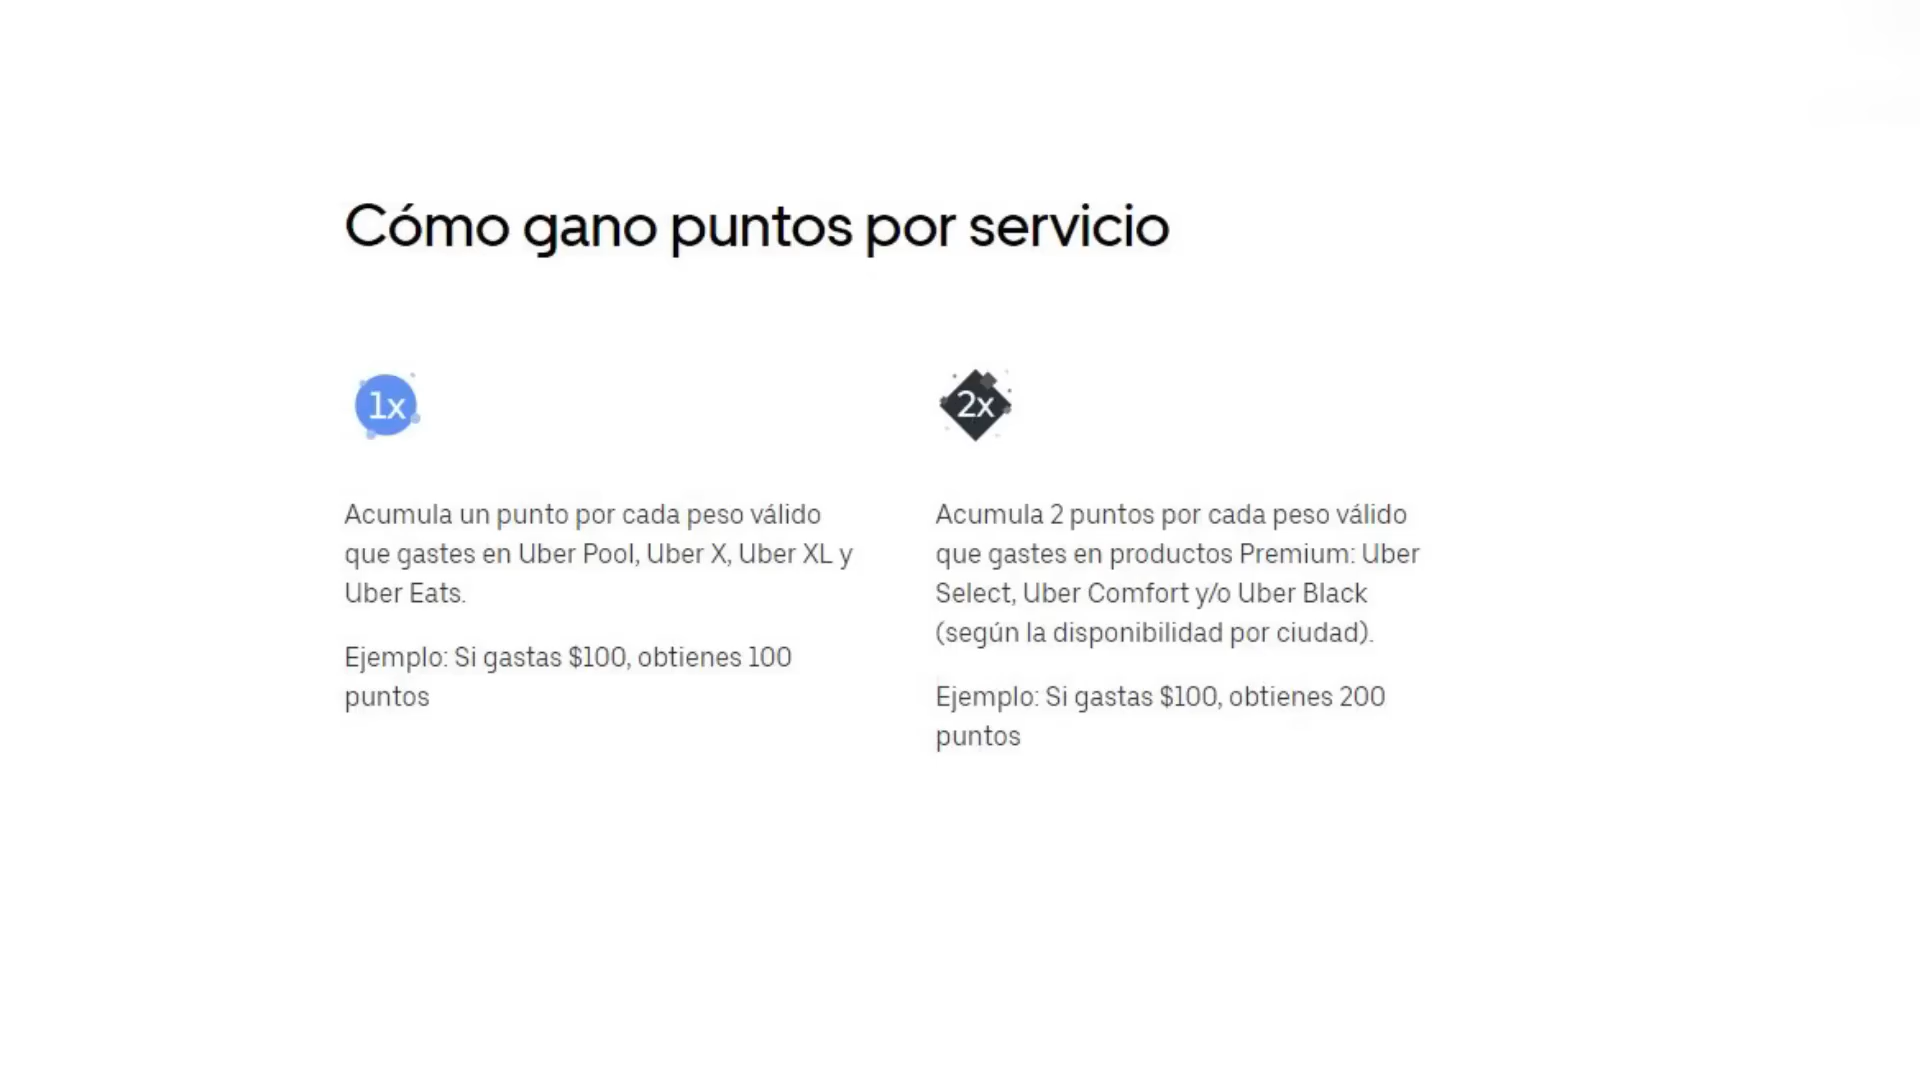 Cómo gano puntos por servicio
1x
Acumula un punto por cada peso válido
que gastes en Uber Pool, Uber X, Uber XL y
Uber Eats.
Ejemplo: Si gastas $100, obtienes 100
puntos
2x
Acumula 2 puntos por cada peso válido
que gastes en productos Premium: Uber
Select, Uber Comfort y/o Uber Black
(según la disponibilidad por ciudad).
Ejemplo: Si gastas $100, obtienes 200
puntos